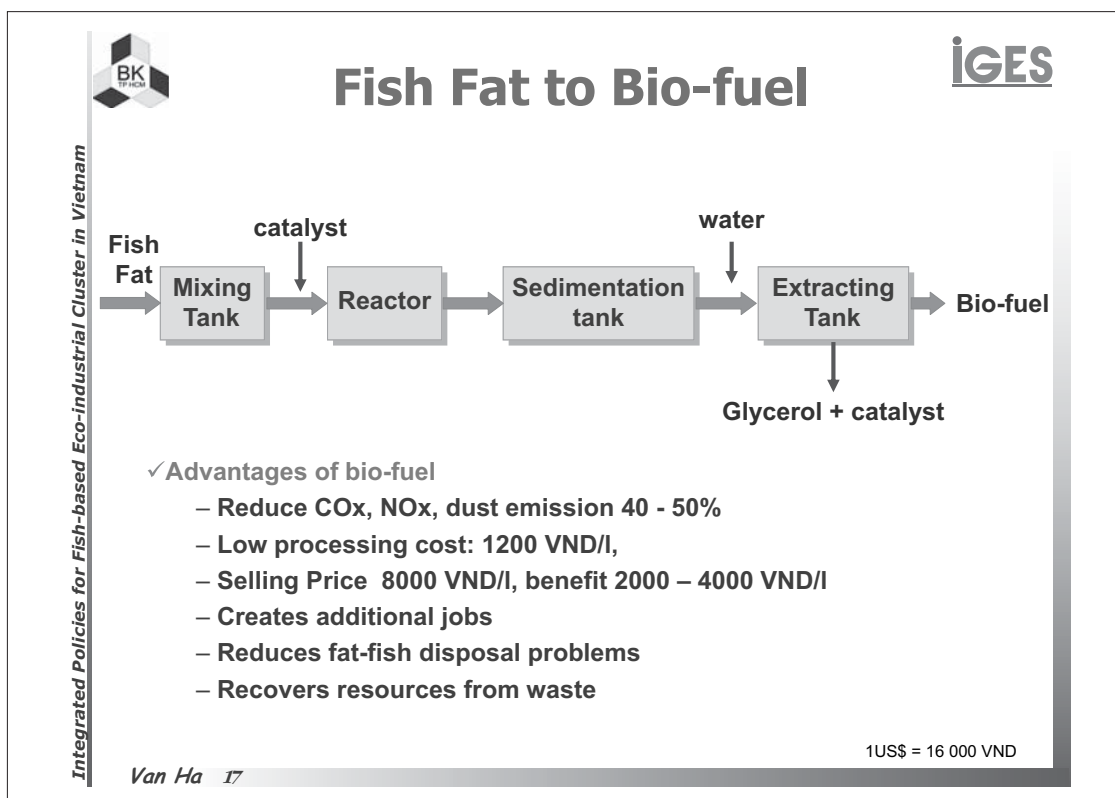 BK
TP HCM
Fish Fat to Bio-fuel
iGES
Integrated Policies for Fish-based Eco-industrial Cluster in Vietnam
Fish
Fat
catalyst
water
Mixing
Tank
Reactor
Sedimentation
tank
Extracting
Tank
Bio-fuel
Glycerol + catalyst
✓Advantages of bio-fuel
– Reduce COx, NOx, dust emission 40 - 50%
– Low processing cost: 1200 VND/l,
– Selling Price 8000 VND/l, benefit 2000 – 4000 VND/l
– Creates additional jobs
– Reduces fat-fish disposal problems
– Recovers resources from waste
1US$ = 16 000 VND
Van Ha 17